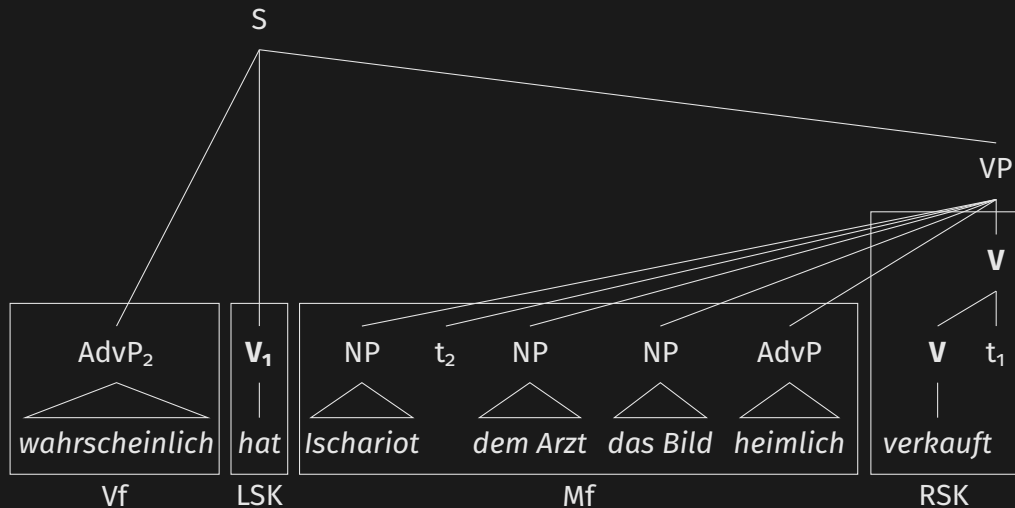 S
VP
V
AdvP₂ V₁ NP t₂ NP NP AdvP V t₁
wahrscheinlich hat Ischariot dem Arzt das Bild heimlich verkauft
Vf LSK Mf RSK